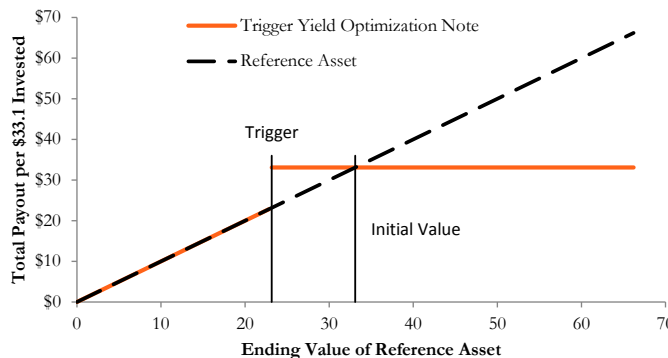 Trigger Yield Optimization Note
Reference Asset
Total Payout per $33.1 Invested
$70
$60
$50
$40
$30
$20
$10
$0
Trigger
Initial Value
0 10 20 30 40 50 60 70
Ending Value of Reference Asset